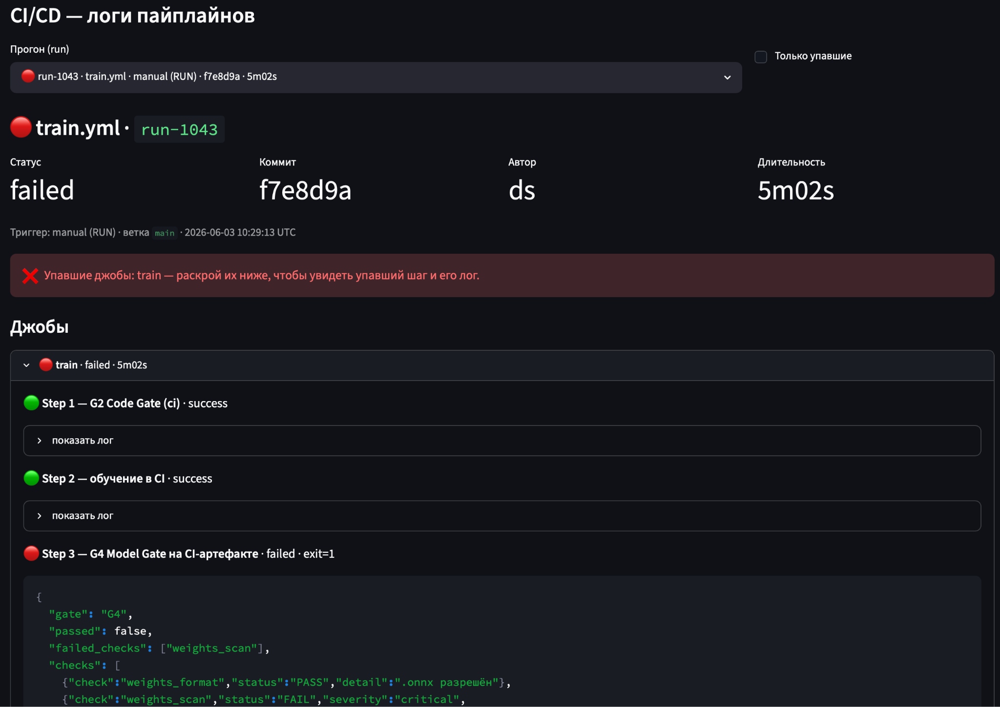 CI/CD — логи пайплайнов
Прогон (run)
run-1043 · train.yml · manual (RUN) · f7e8d9a · 5m02s
Только упавшие
train.yml · run-1043
Статус
Коммит
Автор
Длительность
failed
f7e8d9a
ds
5m02s
Триггер: manual (RUN) · ветка main · 2026-06-03 10:29:13 UTC
Упавшие джобы: train — раскрой их ниже, чтобы увидеть упавший шаг и его лог.
Джобы
train · failed · 5m02s
Step 1 — G2 Code Gate (ci) · success
показать лог
Step 2 — обучение в CI · success
показать лог
Step 3 — G4 Model Gate на CI-артефакте · failed · exit=1
{
"gate": "G4",
"passed": false,
"failed_checks": ["weights_scan"],
"checks": [
{"check":"weights_format","status":"PASS","detail":".onnx разрешён"},
{"check":"weights_scan","status":"FAIL","severity":"critical",